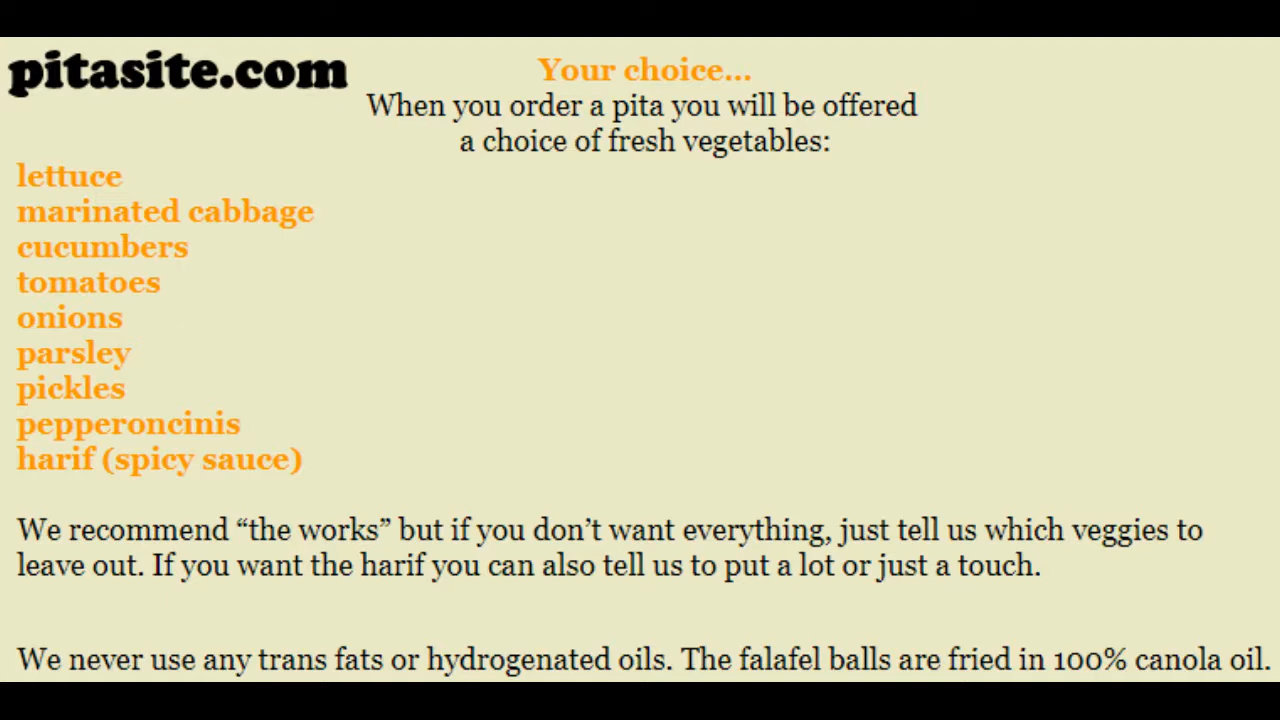 pitasite.com
Your choice...
When you order a pita you will be offered
a choice of fresh vegetables:
lettuce
marinated cabbage
cucumbers
tomatoes
onions
parsley
pickles
pepperoncinis
harif (spicy sauce)
We recommend “the works” but if you don’t want everything, just tell us which veggies to
leave out. If you want the harif you can also tell us to put a lot or just a touch.
We never use any trans fats or hydrogenated oils. The falafel balls are fried in 100% canola oil.